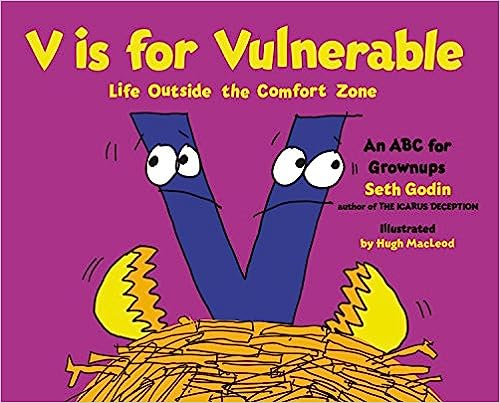 V is for Vulnerable
Life Outside the Comfort Zone
An ABC for
Grownups
Seth Godin
author of THE ICARUS DECEPTION
Illustrated
by Hugh MacLeod
V